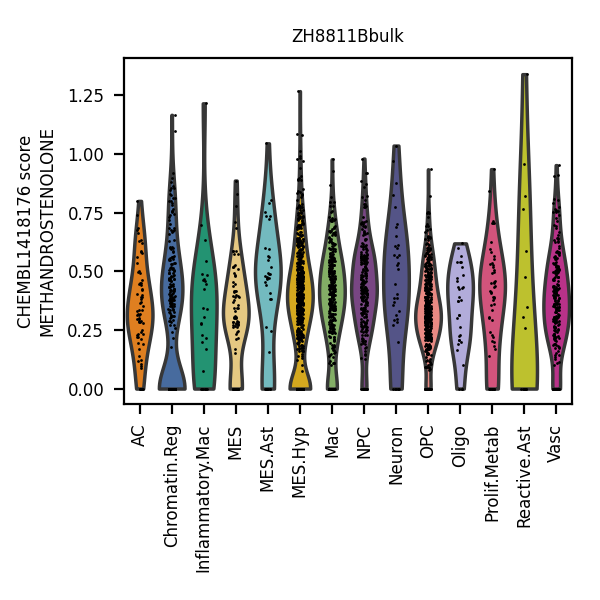 ZH8811Bbulk
CHEMBL1418176 score
METHANDROSTENOLONE
1.25
1.00
0.75
0.50
0.25
0.00
AC
Chromatin.Reg
Inflammatory.Mac
MES
MES.Ast
MES.Hyp
Mac
NPC
Neuron
OPC
Oligo
Prolif.Metab
Reactive.Ast
Vasc